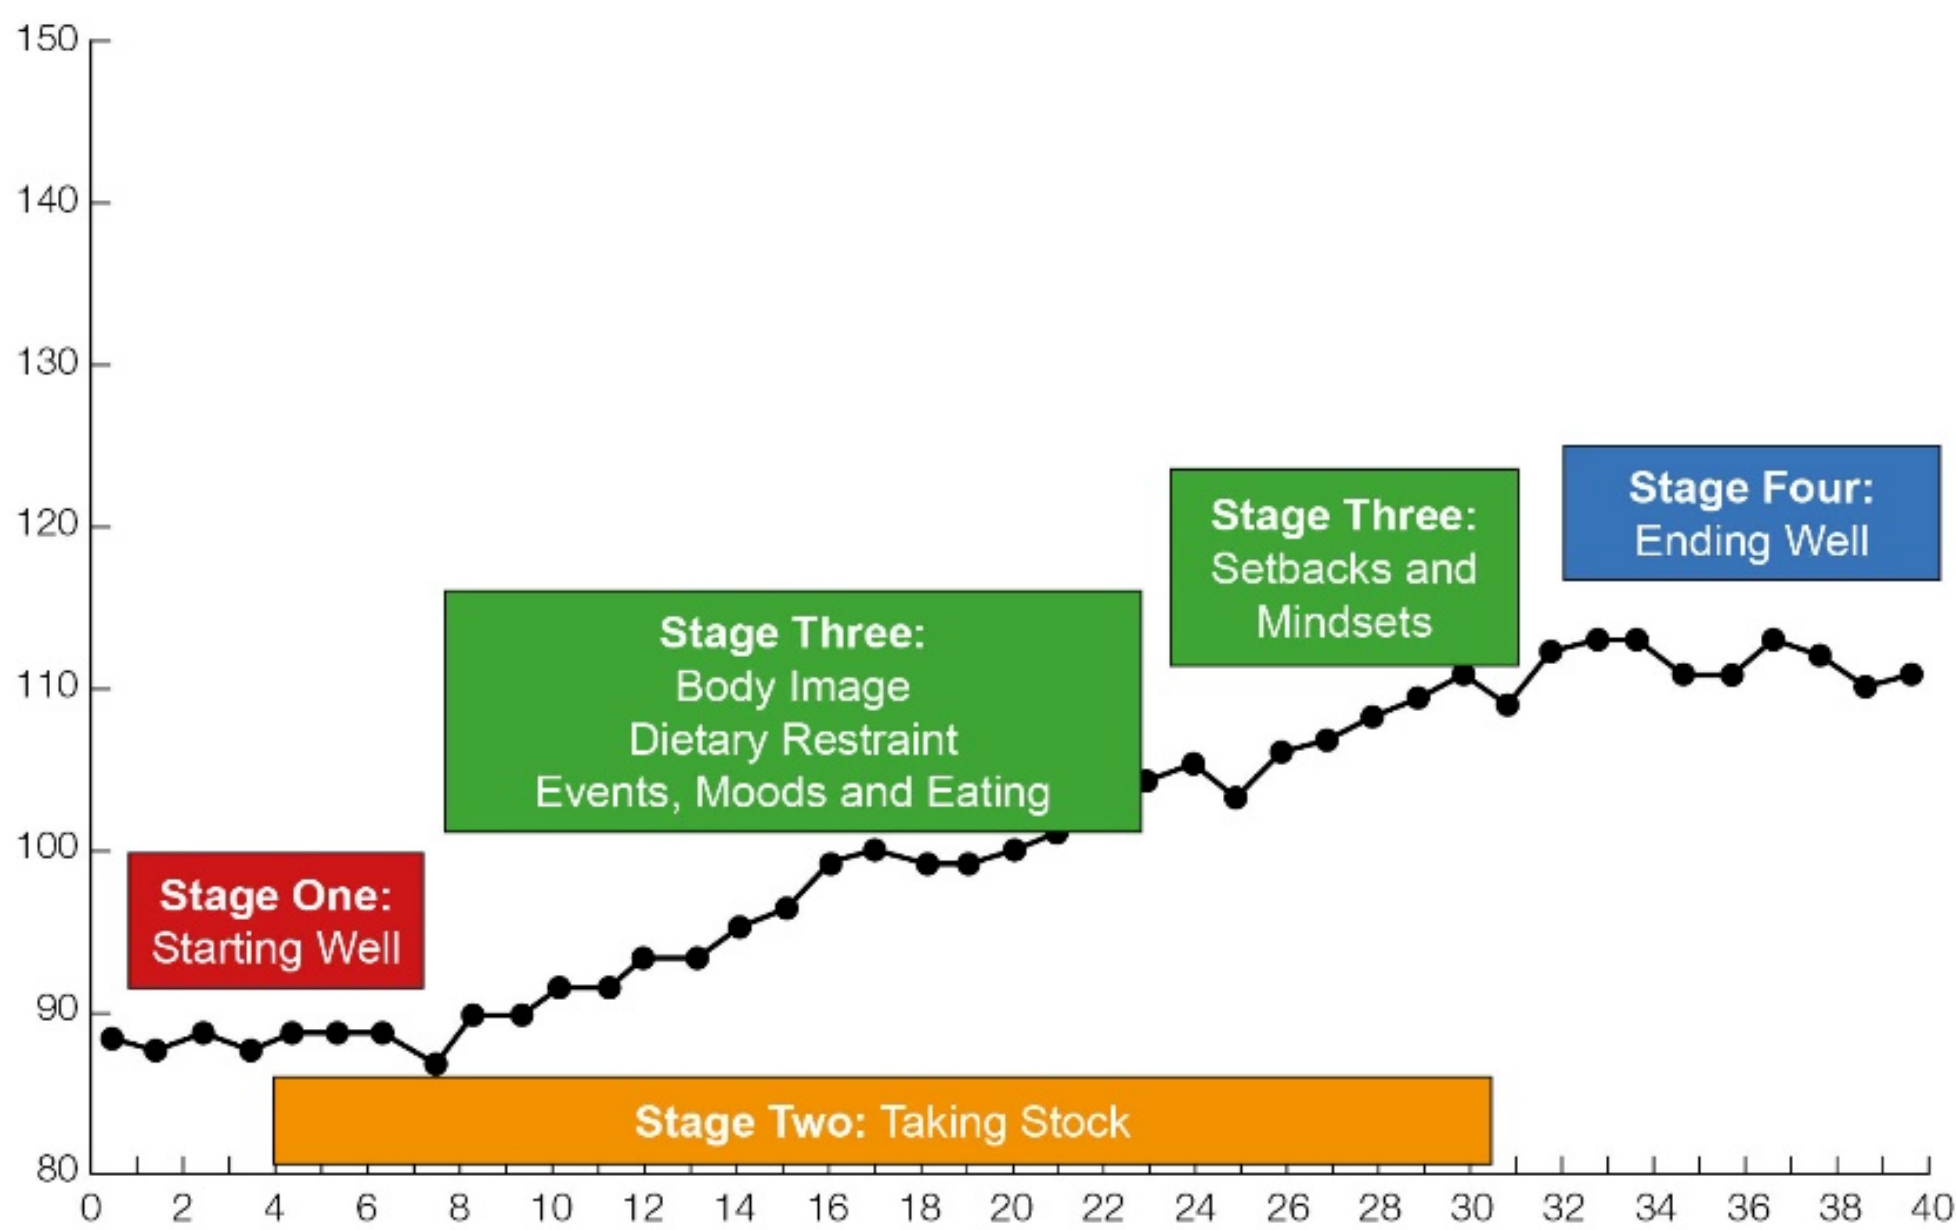 150
140
130
120
110
100
90
80
Stage One:
Starting Well
Stage Three:
Body Image
Dietary Restraint
Events, Moods and Eating
Stage Three:
Setbacks and
Mindsets
Stage Four:
Ending Well
Stage Two: Taking Stock
0 2 4 6 8 10 12 14 16 18 20 22 24 26 28 30 32 34 36 38 40